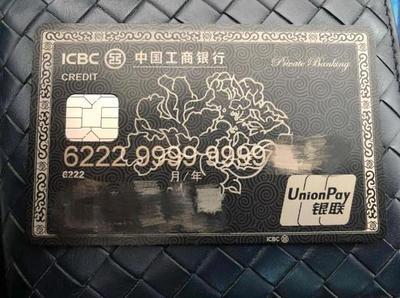 ICBC 中国工商银行
CREDIT
Private Banking
6222 9999 9999
6222
月/年
UnionPay
银联
ICBC